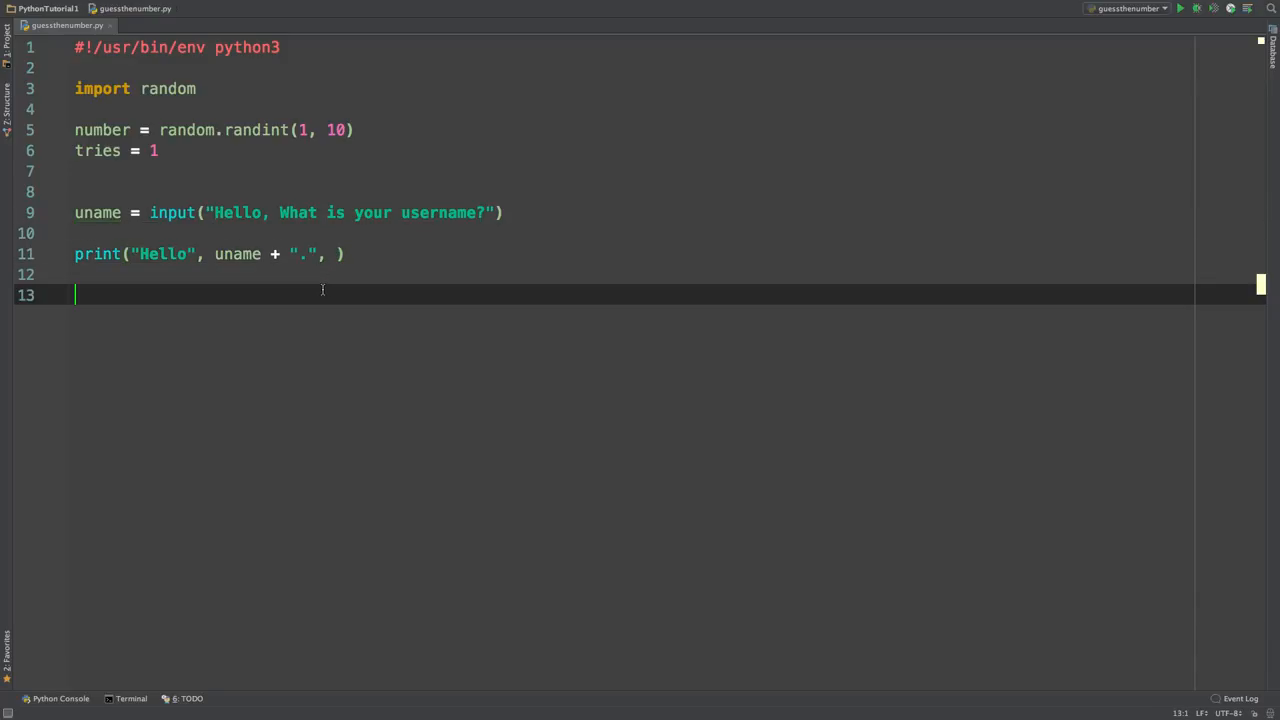 PythonTutorial1 guessthenumber.py guessthenumber
guessthenumber.py
1: Project
Z: Structure
2: Favorites
Database
1 #!/usr/bin/env python3
2
3 import random
4
5 number = random.randint(1, 10)
6 tries = 1
7
8
9 uname = input("Hello, What is your username?")
10
11 print("Hello", uname + ".", )
12
13
Python Console Terminal 6: TODO Event Log
13:1 LF÷ UTF-8÷